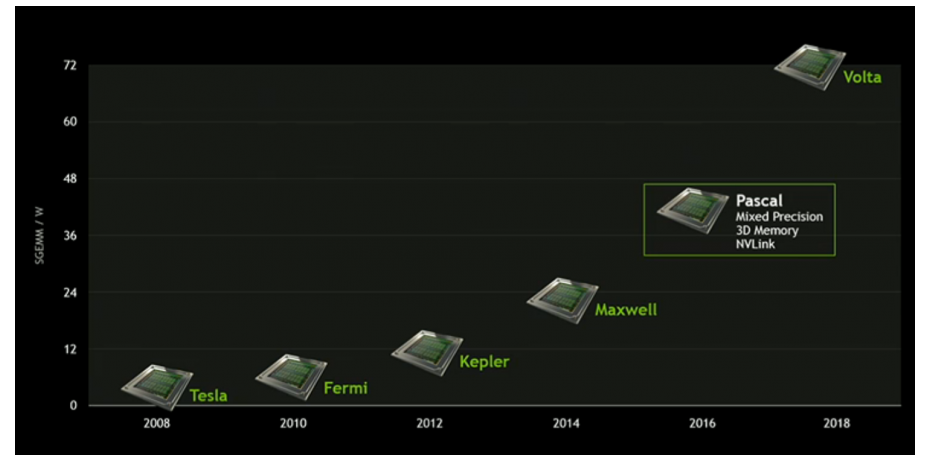 72
60
48
36
24
12
0
SGEMM / W
2008
2010
2012
2014
2016
2018
Tesla
Fermi
Kepler
Maxwell
Pascal
Mixed Precision
3D Memory
NVLink
Volta